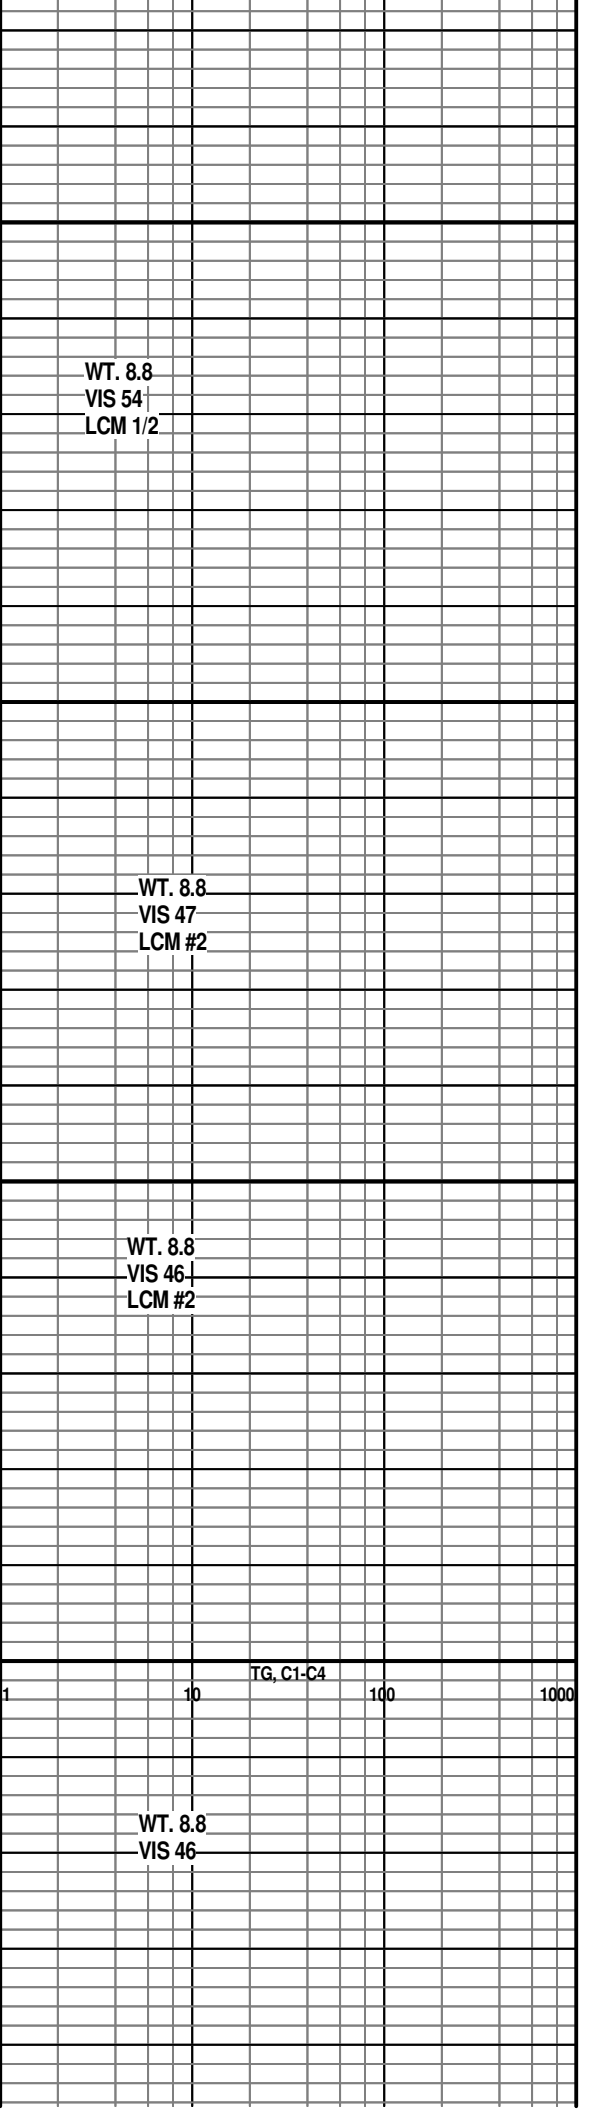 WT. 8.8
VIS 54
LCM 1/2
WT. 8.8
VIS 47
LCM #2
WT. 8.8
VIS 46
LCM #2
TG, C1-C4
1 10 100 1000
WT. 8.8
VIS 46